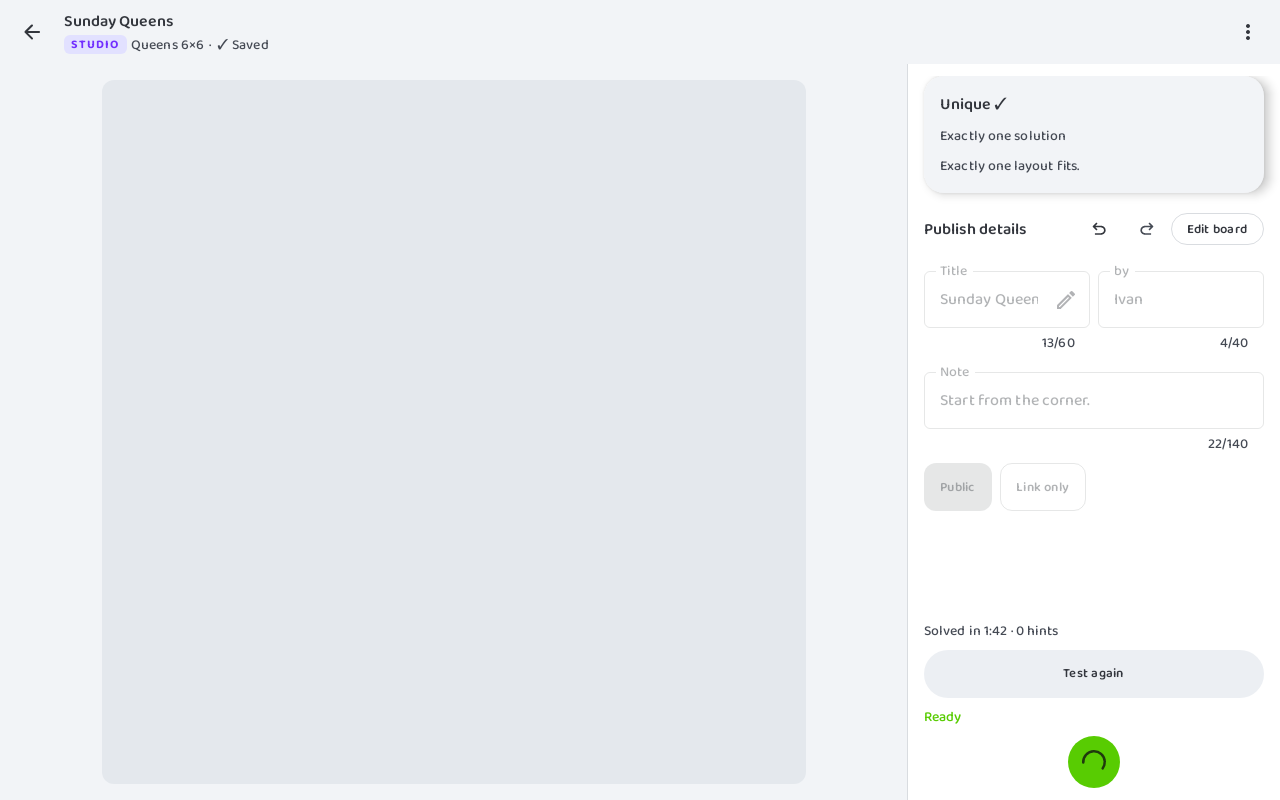 Sunday Queens
STUDIO Queens 6×6 · ✓ Saved
Unique ✓
Exactly one solution
Exactly one layout fits.
Publish details
Edit board
Title
by
Sunday Queen
Ivan
13/60
4/40
Note
Start from the corner.
22/140
Public
Link only
Solved in 1:42 · 0 hints
Test again
Ready